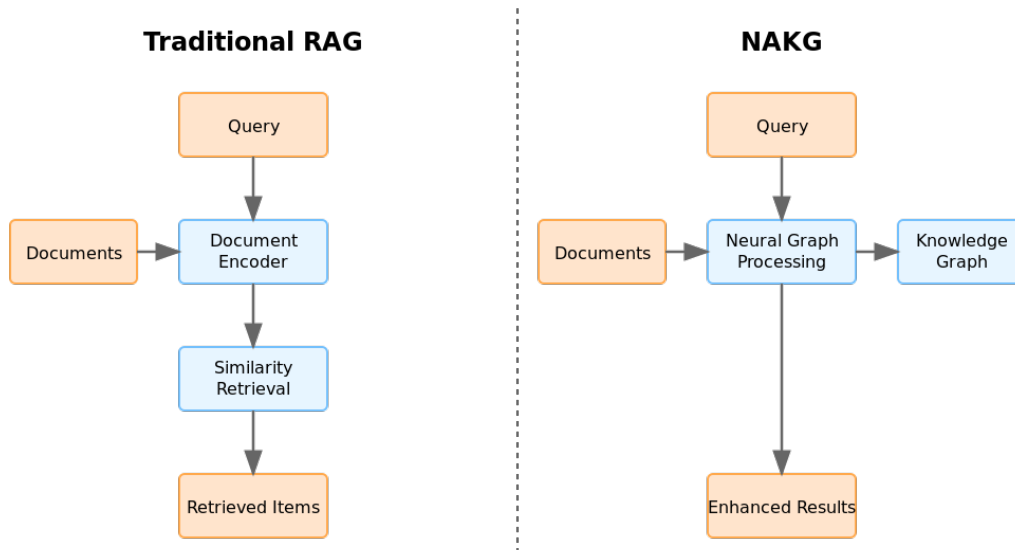 Traditional RAG
Query
Documents
Document
Encoder
Similarity
Retrieval
Retrieved Items
NAKG
Query
Documents
Neural Graph
Processing
Knowledge
Graph
Enhanced Results